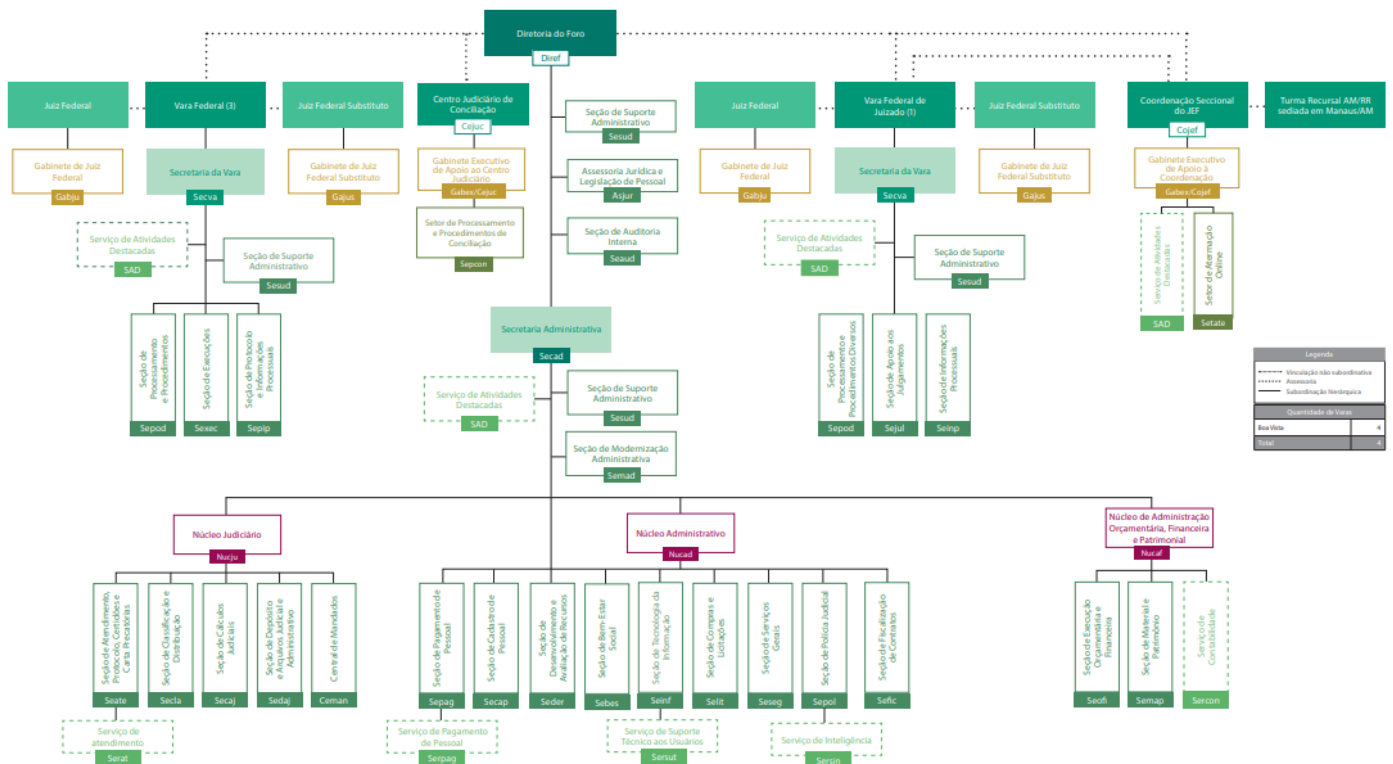 Diretoria do Foro
Diref
Juiz Federal
Vara Federal (3)
Juiz Federal Substituto
Centro Judiciário de
Conciliação
Cejuc
Juiz Federal
Vara Federal de
Juizado (1)
Juiz Federal Substituto
Coordenação Seccional
do JEF
Cojef
Turma Recursal AM/RR
sediada em Manaus/AM
Gabinete de Juiz
Federal
Gabju
Secretaria da Vara
Secva
Gabinete de Juiz
Federal Substituto
Gajus
Gabinete Executivo
de Apoio ao Centro
Judiciário
Gabex/Cejuc
Setor de Processamento
e Procedimentos de
Conciliação
Sepcon
Seção de Suporte
Administrativo
Sesud
Assessoria Jurídica e
Legislação de Pessoal
Asjur
Seção de Auditoria
Interna
Seaud
Gabinete de Juiz
Federal
Gabju
Secretaria da Vara
Secva
Gabinete de Juiz
Federal Substituto
Gajus
Gabinete Executivo
de Apoio à
Coordenação
Gabex/Cojef
Serviço de Atividades
Destacadas
SAD
Setor de Atermação
Online
Setate
Serviço de Atividades
Destacadas
SAD
Seção de Suporte
Administrativo
Sesud
Seção de
Processamento
e Procedimentos
Sepod
Seção de Execuções
Sexec
Seção de Protocolo
e Informações
Processuais
Sepip
Serviço de Atividades
Destacadas
SAD
Seção de Suporte
Administrativo
Sesud
Seção de
Processamento e
Procedimentos Diversos
Sepod
Seção de Apoio aos
Julgamentos
Sejul
Seção de Informações
Processuais
Seinp
Secretaria Administrativa
Secad
Serviço de Atividades
Destacadas
SAD
Seção de Suporte
Administrativo
Sesud
Seção de Modernização
Administrativa
Semad
Legenda
Vinculação não subordinativa
Assessoria
Subordinação hierárquica
Quantidade de Varas
Boa Vista 4
Total 4
Núcleo Judiciário
Nucju
Núcleo Administrativo
Nucad
Núcleo de Administração
Orçamentária, Financeira
e Patrimonial
Nucaf
Seção de Atendimento,
Protocolo, Certidões e
Carta Precatórias
Seate
Seção de Classificação e
Distribuição
Secla
Seção de Cálculos
Judiciais
Secaj
Seção de Depósito
e Arquivos Judicial e
Administrativo
Sedaj
Central de Mandados
Ceman
Seção de Pagamento de
Pessoal
Sepag
Seção de Cadastro de
Pessoal
Secap
Seção de
Desenvolvimento e
Avaliação de Recursos
Seder
Seção de Bem-Estar
Social
Sebes
Seção de Tecnologia da
Informação
Seinf
Seção de Compras e
Licitações
Selit
Seção de Serviços
Gerais
Seseg
Seção de Polícia Judicial
Sepol
Seção de Fiscalização
de Contratos
Sefic
Seção de Execução
Orçamentária e
Financeira
Seofi
Seção de Material e
Patrimônio
Semap
Serviço de
Contabilidade
Sercon
Serviço de
atendimento
Serat
Serviço de Pagamento
de Pessoal
Serpag
Serviço de Suporte
Técnico aos Usuários
Sersut
Serviço de Inteligência
Sersin